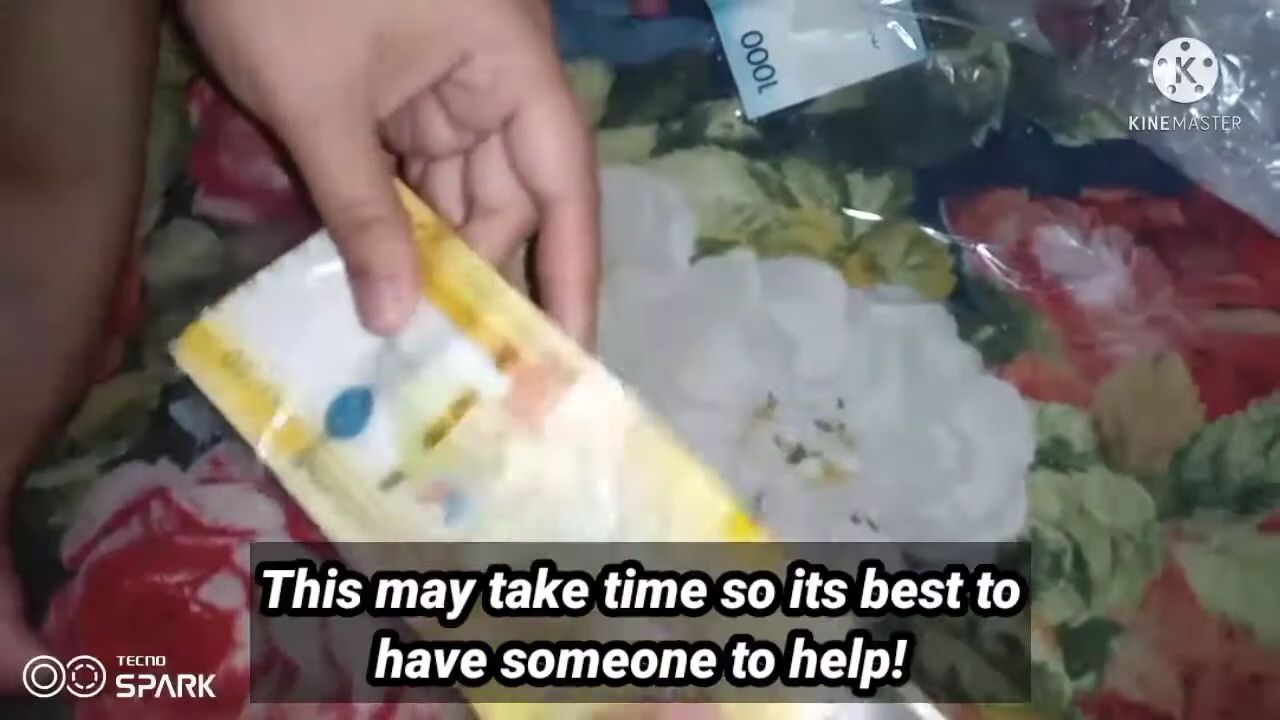 1000
KINEMASTER
This may take time so its best to
have someone to help!
TECNO
SPARK